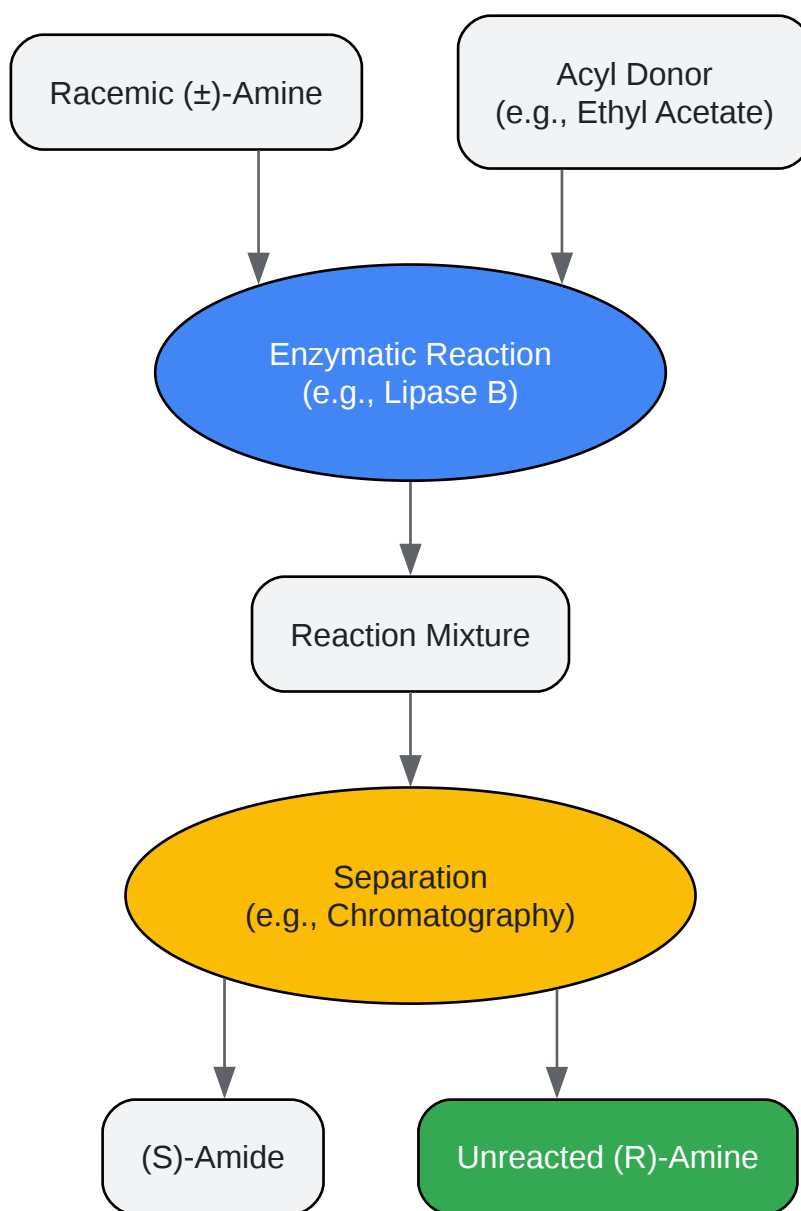 Racemic (±)-Amine
Acyl Donor
(e.g., Ethyl Acetate)
Enzymatic Reaction
(e.g., Lipase B)
Reaction Mixture
Separation
(e.g., Chromatography)
(S)-Amide
Unreacted (R)-Amine